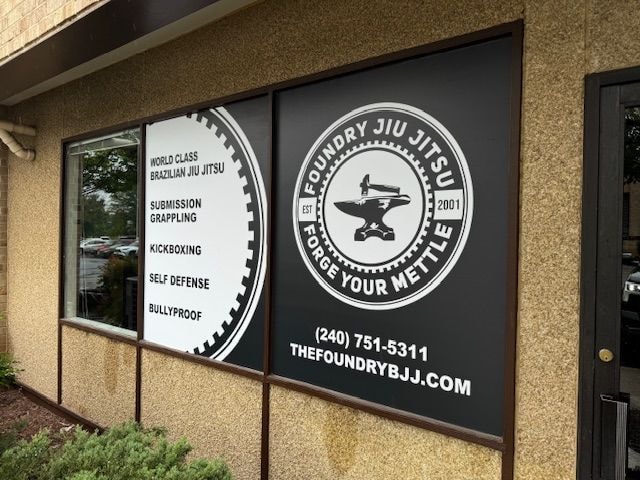 WORLD CLASS
BRAZILIAN JIU JITSU
SUBMISSION
GRAPPLING
KICKBOXING
SELF DEFENSE
BULLYPROOF
FOUNDRY JIU JITSU
EST 2001
FORGE YOUR METTLE
(240) 751-5311
THEFOUNDRYBJJ.COM